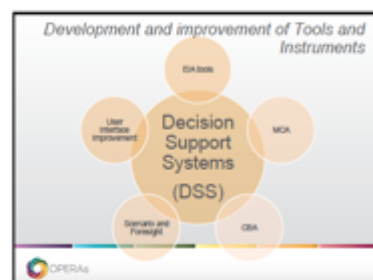 Development and improvement of Tools and
Instruments
EIA tools
User
Interface
Improvement
MCA
Decision
Support
Systems
(DSS)
Scenario and
Foresight
CBA
OPERAs